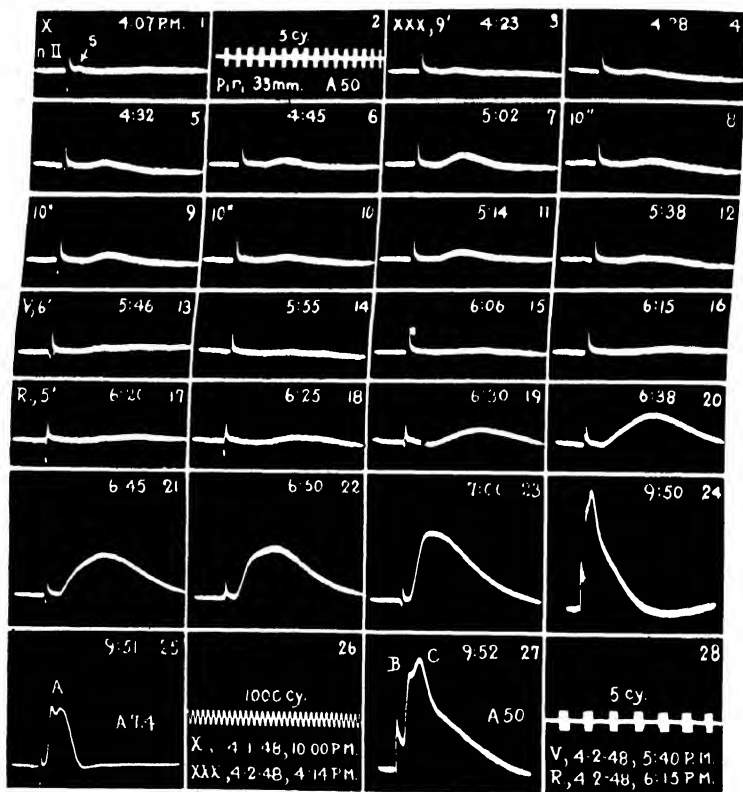 X 4:07 P.M. 1
S
n II
2
5 cy.
33mm. A 50
XXX, 9' 4:23 3
4
4:32 5
4:45 6
5:02 7
10" 8
9
10" 10
5:14 11
5:38 12
V, 6' 5:46 13
5:55 14
6:06 15
6:15 16
R, 5' 17
6:25 18
6:30 19
6:38 20
6:45 21
6:50 22
23
9:50 24
9:51 25
A
26
1000 Cy.
4-1-48, 10:00 P.M.
XXX, 4-2-48, 4:14 P.M.
9:52 27
B C
A 50
28
5 cy.
V, 4-2-48, 5:40 P.M.
R, 4-2-48, 6:15 P.M.